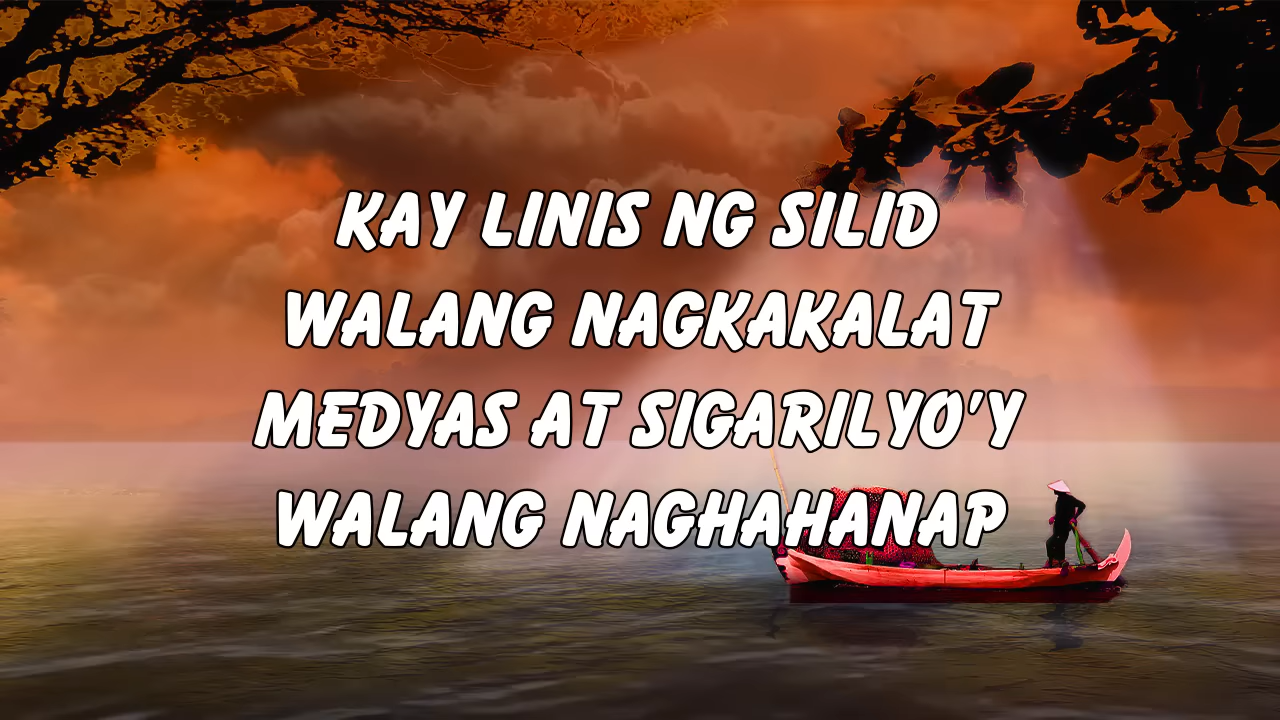 KAY LINIS NG SILID
WALANG NAGKAKALAT
MEDYAS AT SIGARILYO'Y
WALANG NAGHAHANAP